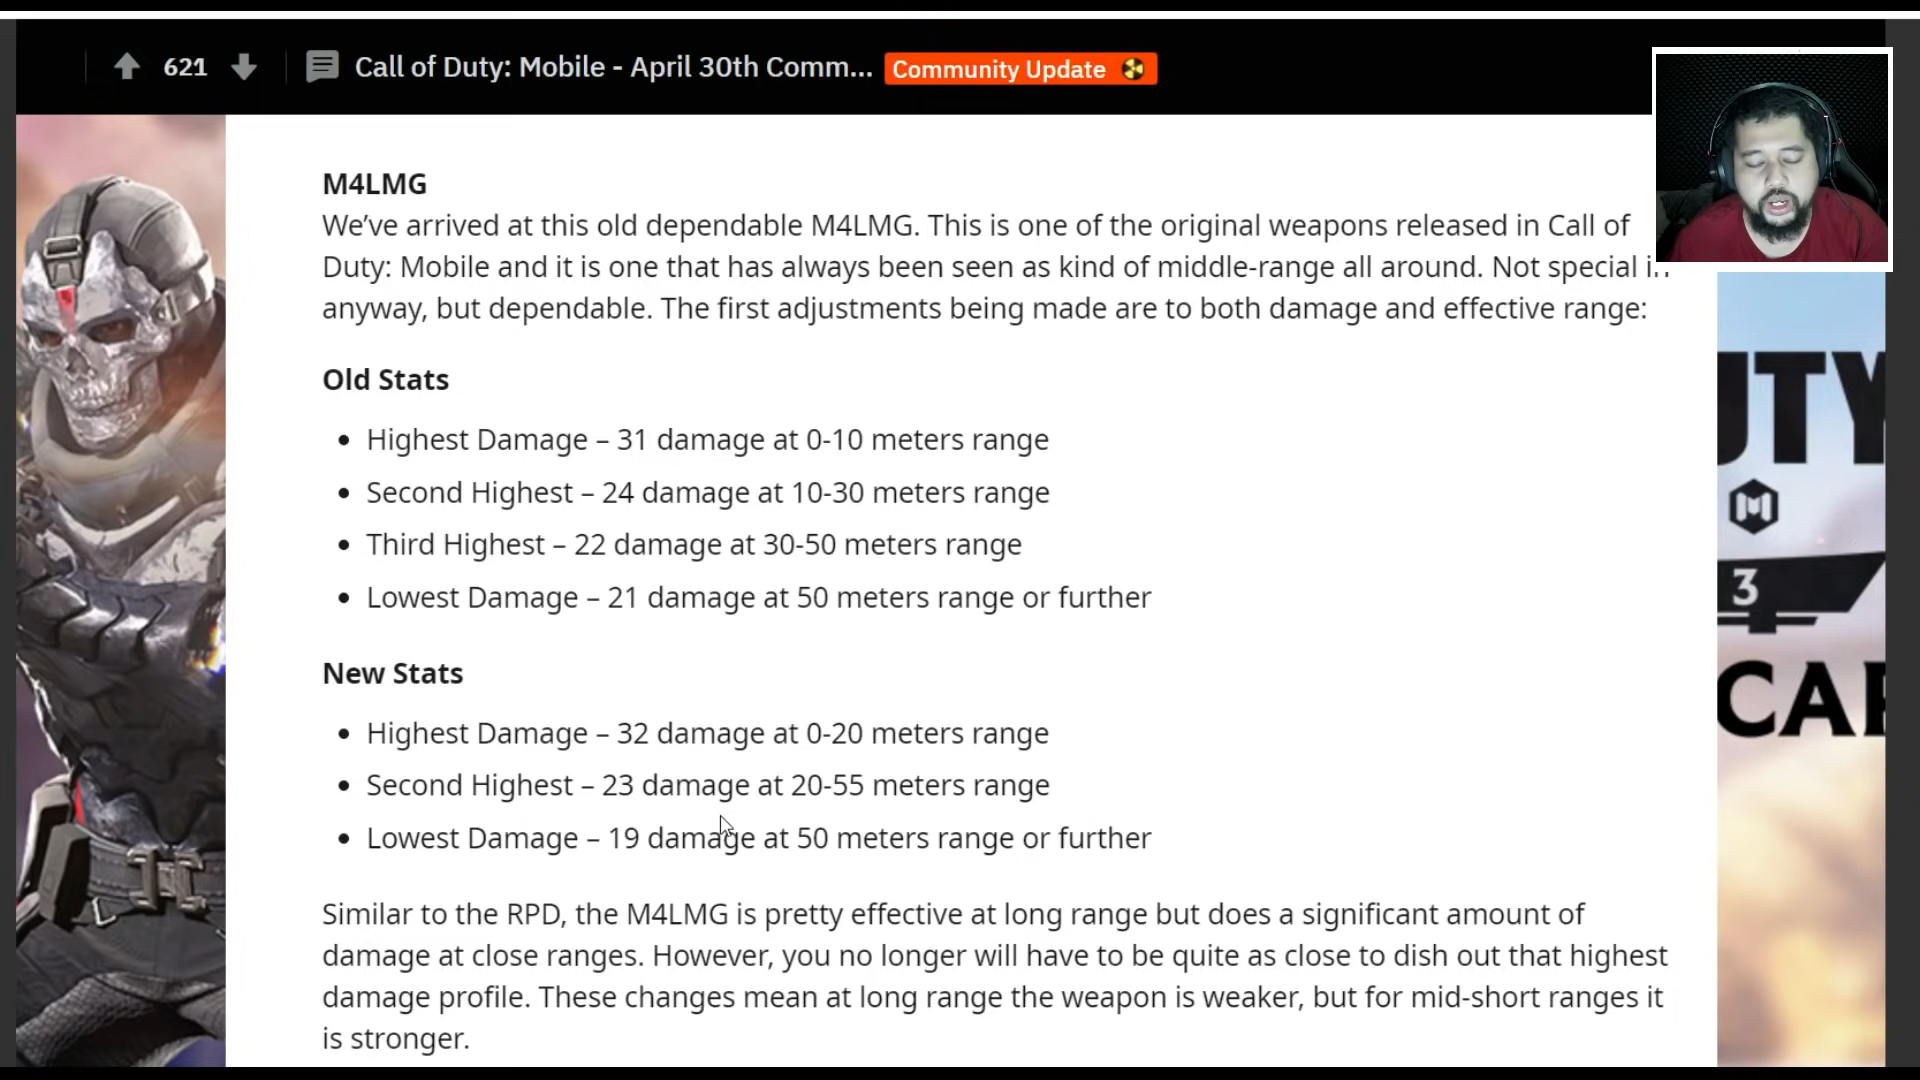 621
Call of Duty: Mobile - April 30th Comm...
Community Update
M4LMG
We’ve arrived at this old dependable M4LMG. This is one of the original weapons released in Call of
Duty: Mobile and it is one that has always been seen as kind of middle-range all around. Not special in
anyway, but dependable. The first adjustments being made are to both damage and effective range:
Old Stats
• Highest Damage – 31 damage at 0-10 meters range
• Second Highest – 24 damage at 10-30 meters range
• Third Highest – 22 damage at 30-50 meters range
• Lowest Damage – 21 damage at 50 meters range or further
New Stats
• Highest Damage – 32 damage at 0-20 meters range
• Second Highest – 23 damage at 20-55 meters range
• Lowest Damage – 19 damage at 50 meters range or further
Similar to the RPD, the M4LMG is pretty effective at long range but does a significant amount of
damage at close ranges. However, you no longer will have to be quite as close to dish out that highest
damage profile. These changes mean at long range the weapon is weaker, but for mid-short ranges it
is stronger.
UTY
3
CAP